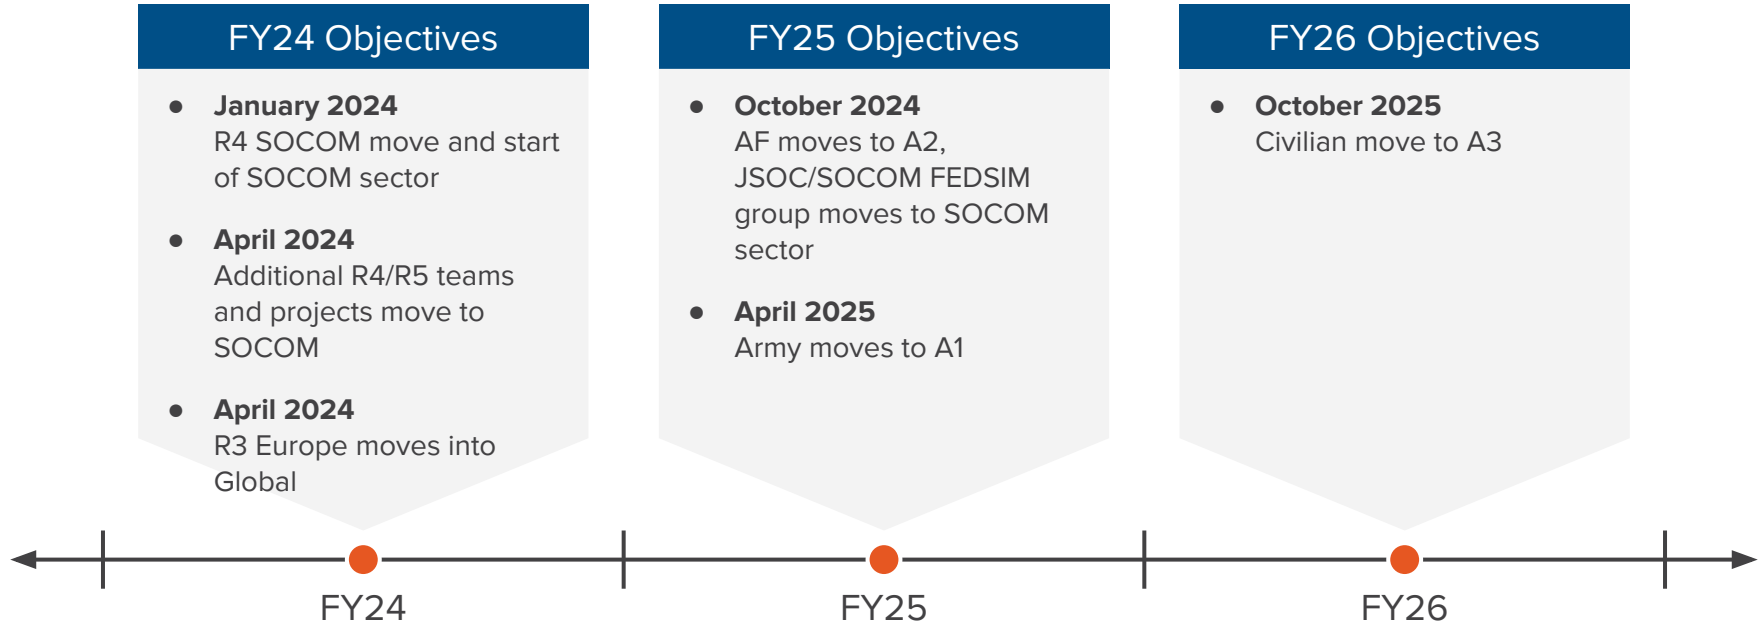 FY24 Objectives
● January 2024
R4 SOCOM move and start
of SOCOM sector
● April 2024
Additional R4/R5 teams
and projects move to
SOCOM
● April 2024
R3 Europe moves into
Global
FY25 Objectives
● October 2024
AF moves to A2,
JSOC/SOCOM FEDSIM
group moves to SOCOM
sector
● April 2025
Army moves to A1
FY26 Objectives
● October 2025
Civilian move to A3
FY24
FY25
FY26